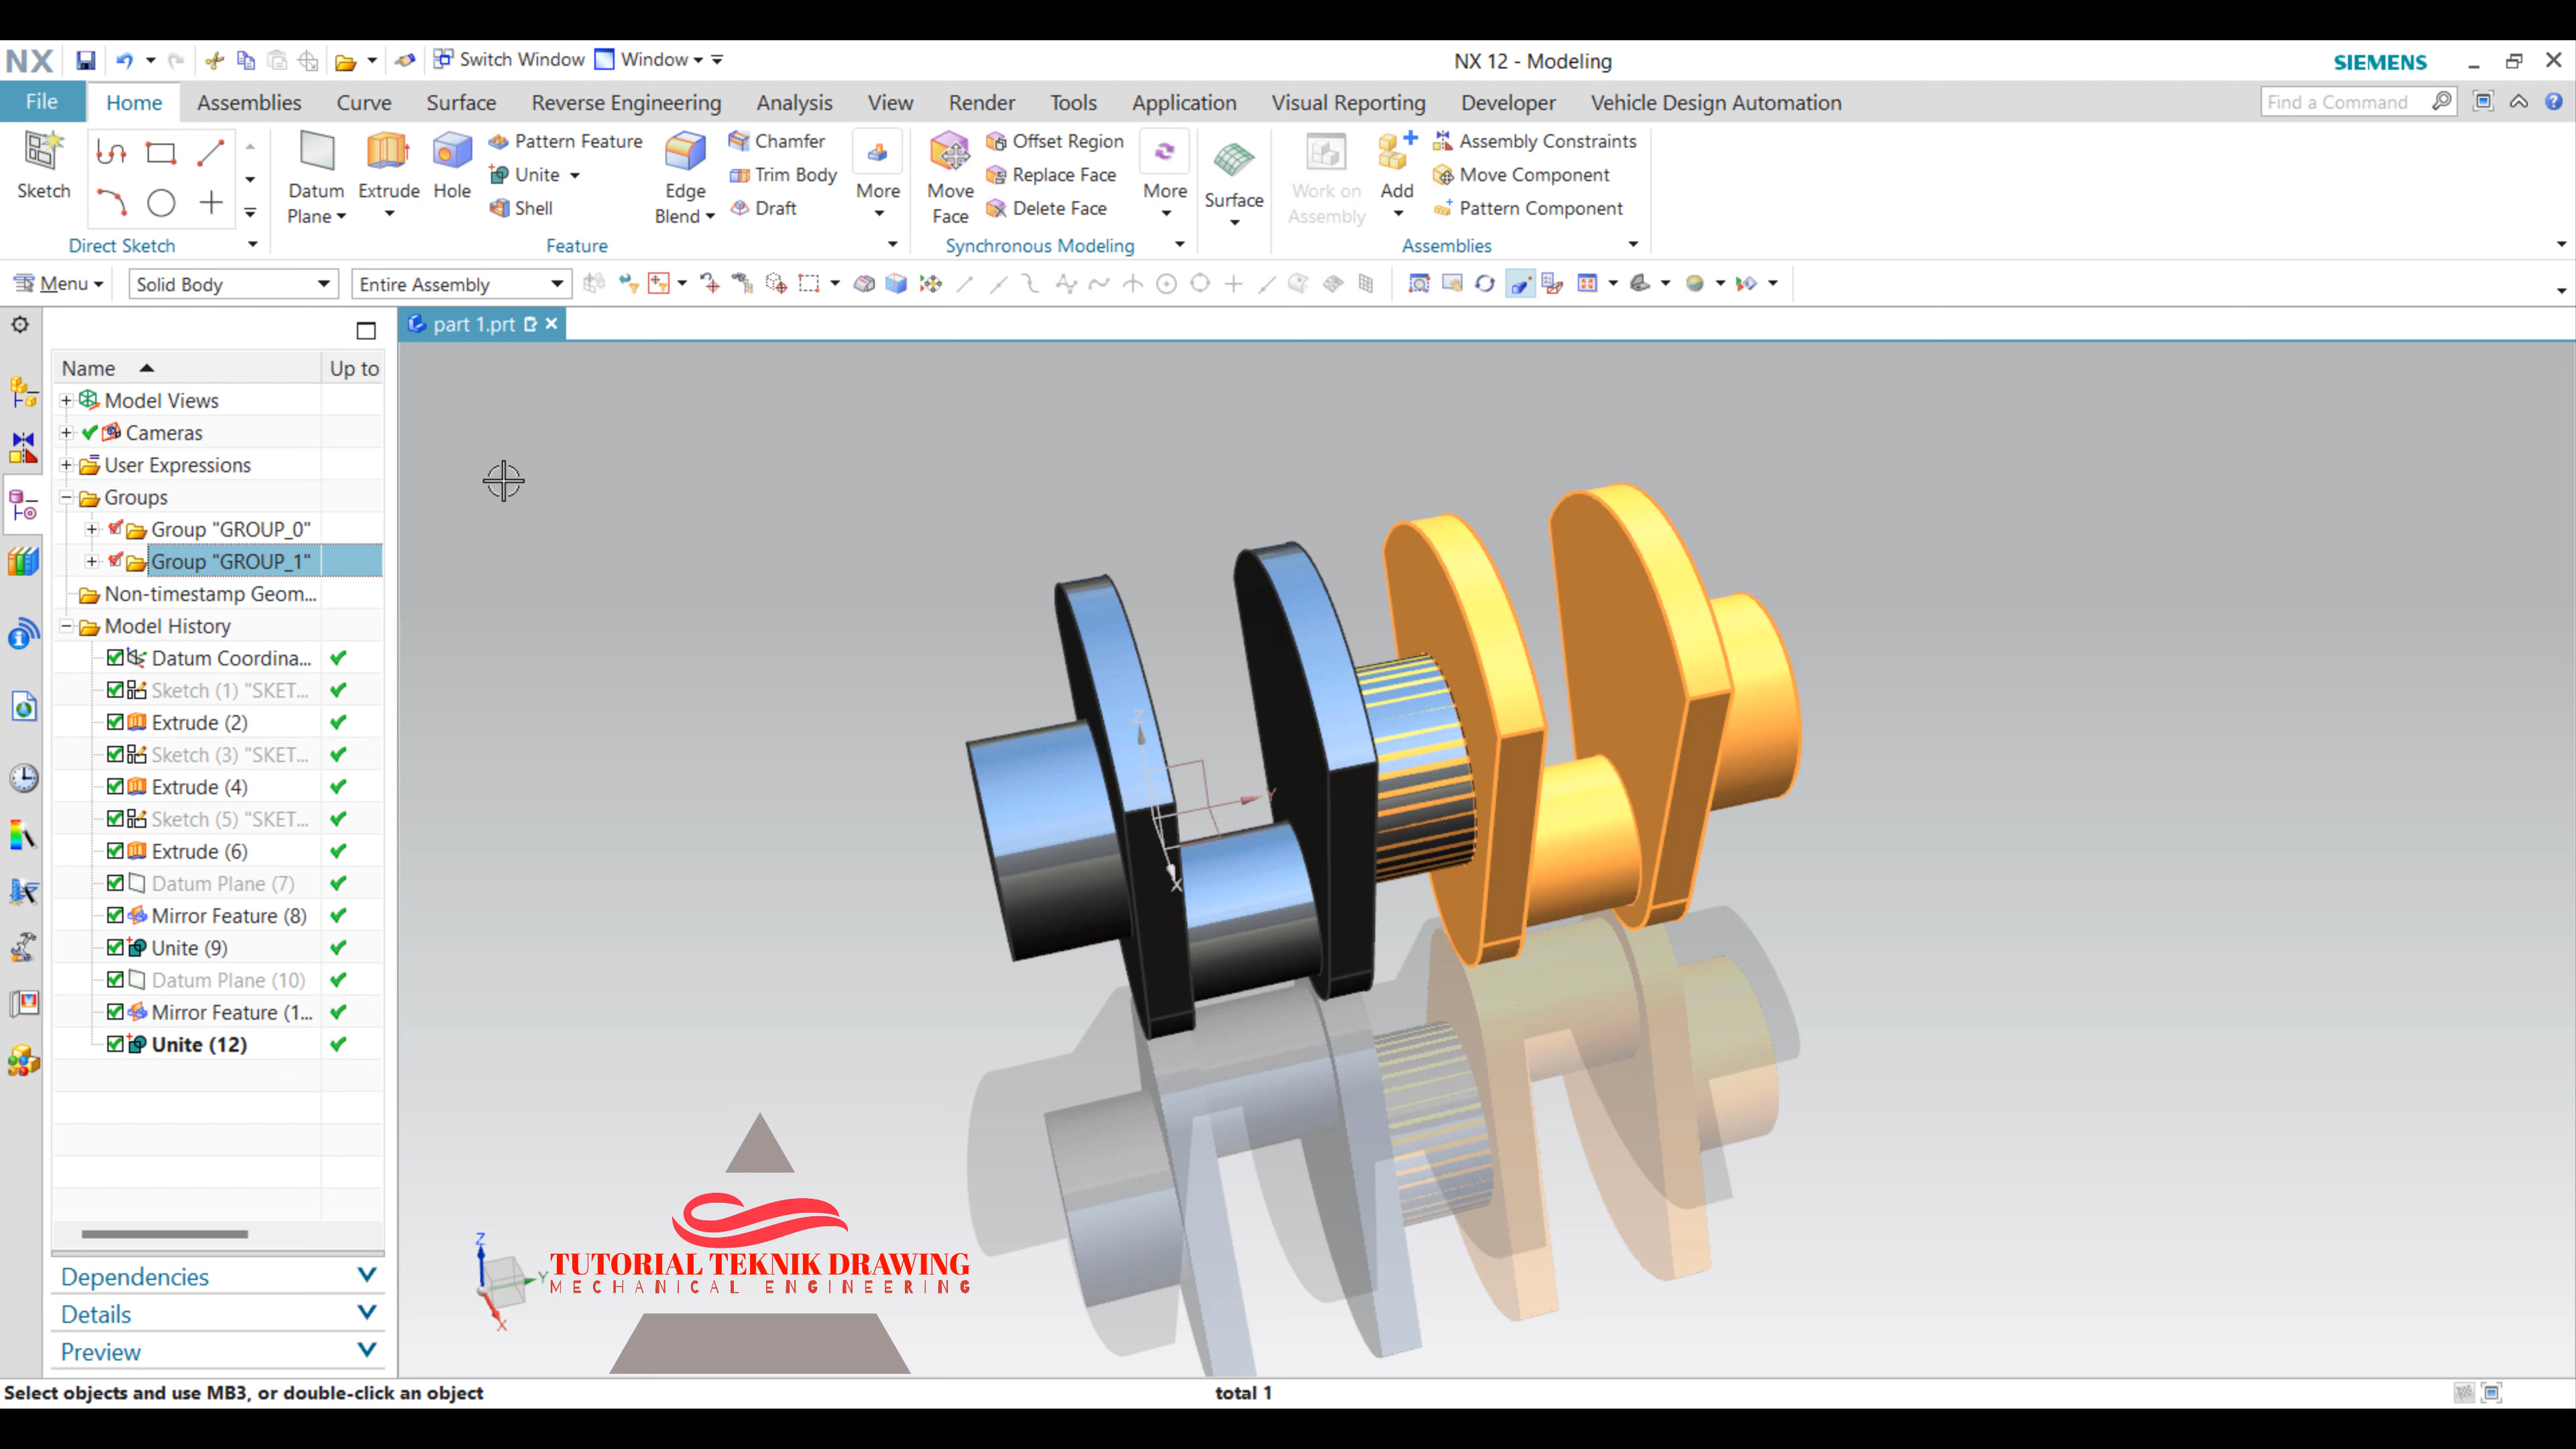 NX Switch Window Window NX 12 - Modeling SIEMENS
File Home Assemblies Curve Surface Reverse Engineering Analysis View Render Tools Application Visual Reporting Developer Vehicle Design Automation Find a Command
Sketch
Direct Sketch
Datum Plane
Extrude
Hole
Pattern Feature
Unite
Shell
Edge Blend
Chamfer
Trim Body
Draft
More
Feature
Move Face
Offset Region
Replace Face
Delete Face
More
Synchronous Modeling
Surface
Work on Assembly
Add
Assembly Constraints
Move Component
Pattern Component
Assemblies
Menu Solid Body Entire Assembly
part 1.prt
Name Up to
Model Views
Cameras
User Expressions
Groups
Group "GROUP_0"
Group "GROUP_1"
Non-timestamp Geom...
Model History
Datum Coordina...
Sketch (1) "SKET...
Extrude (2)
Sketch (3) "SKET...
Extrude (4)
Sketch (5) "SKET...
Extrude (6)
Datum Plane (7)
Mirror Feature (8)
Unite (9)
Datum Plane (10)
Mirror Feature (1...
Unite (12)
Dependencies
Details
Preview
Z
Y
X
Z
Y
X
TUTORIAL TEKNIK DRAWING
MECHANICAL ENGINEERING
Select objects and use MB3, or double-click an object total 1